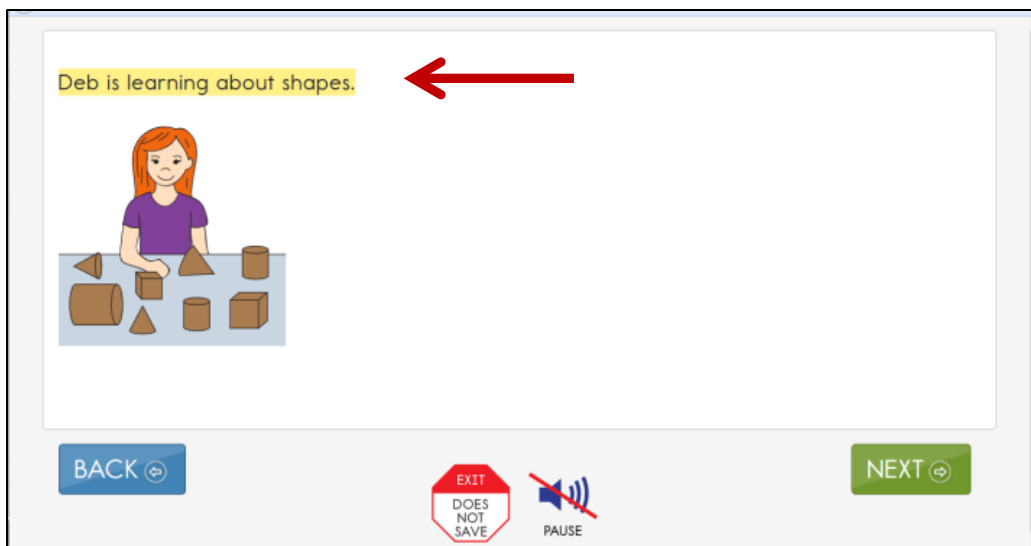 Deb is learning about shapes.
BACK
NEXT
EXIT
DOES
NOT
SAVE
PAUSE